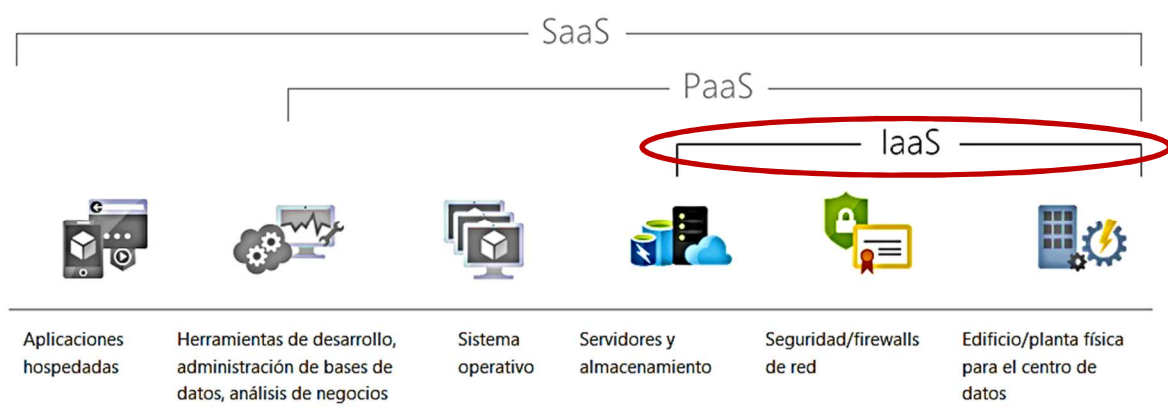 SaaS
PaaS
IaaS
Aplicaciones
hospedadas
Herramientas de desarrollo,
administración de bases de
datos, análisis de negocios
Sistema
operativo
Servidores y
almacenamiento
Seguridad/firewalls
de red
Edificio/planta física
para el centro de
datos